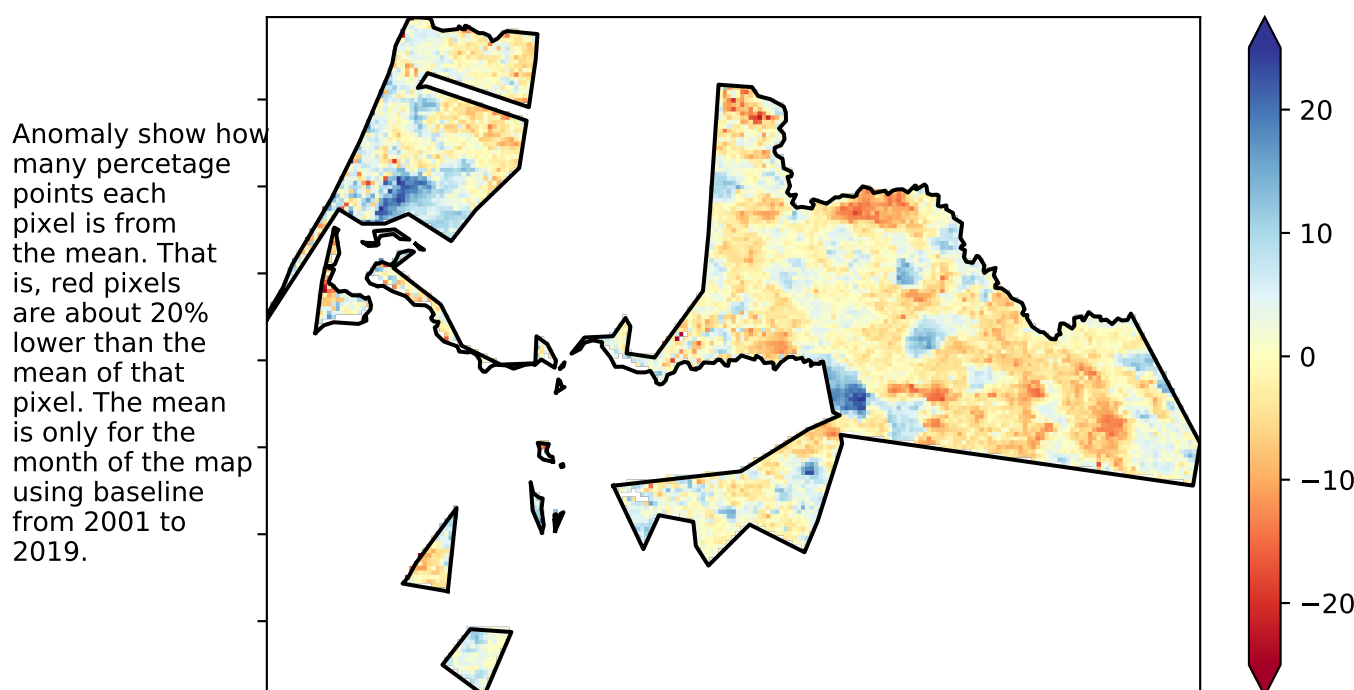 Anomaly show how
many percetage
points each
pixel is from
the mean. That
is, red pixels
are about 20%
lower than the
mean of that
pixel. The mean
is only for the
month of the map
using baseline
from 2001 to
2019.
20
10
0
−10
−20